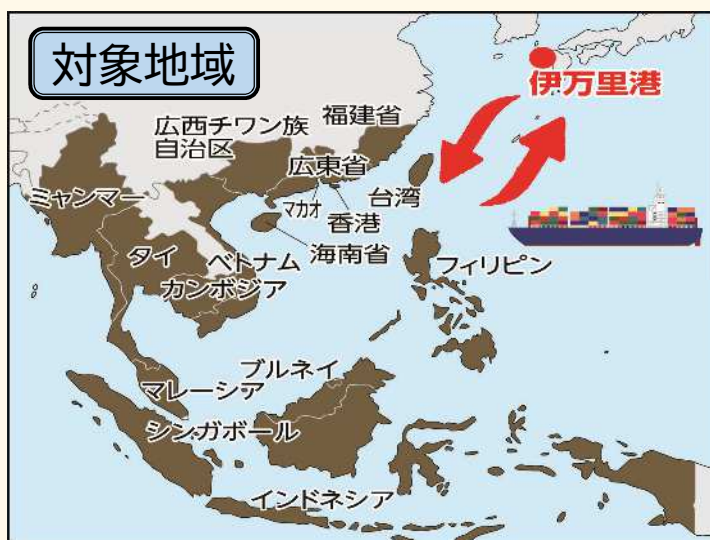 対象地域
伊万里港
福建省
広西チワン族
自治区
広東省
台湾
マカオ
香港
海南省
ミャンマー
タイ
ベトナム
カンボジア
フィリピン
ブルネイ
マレーシア
シンガポール
インドネシア